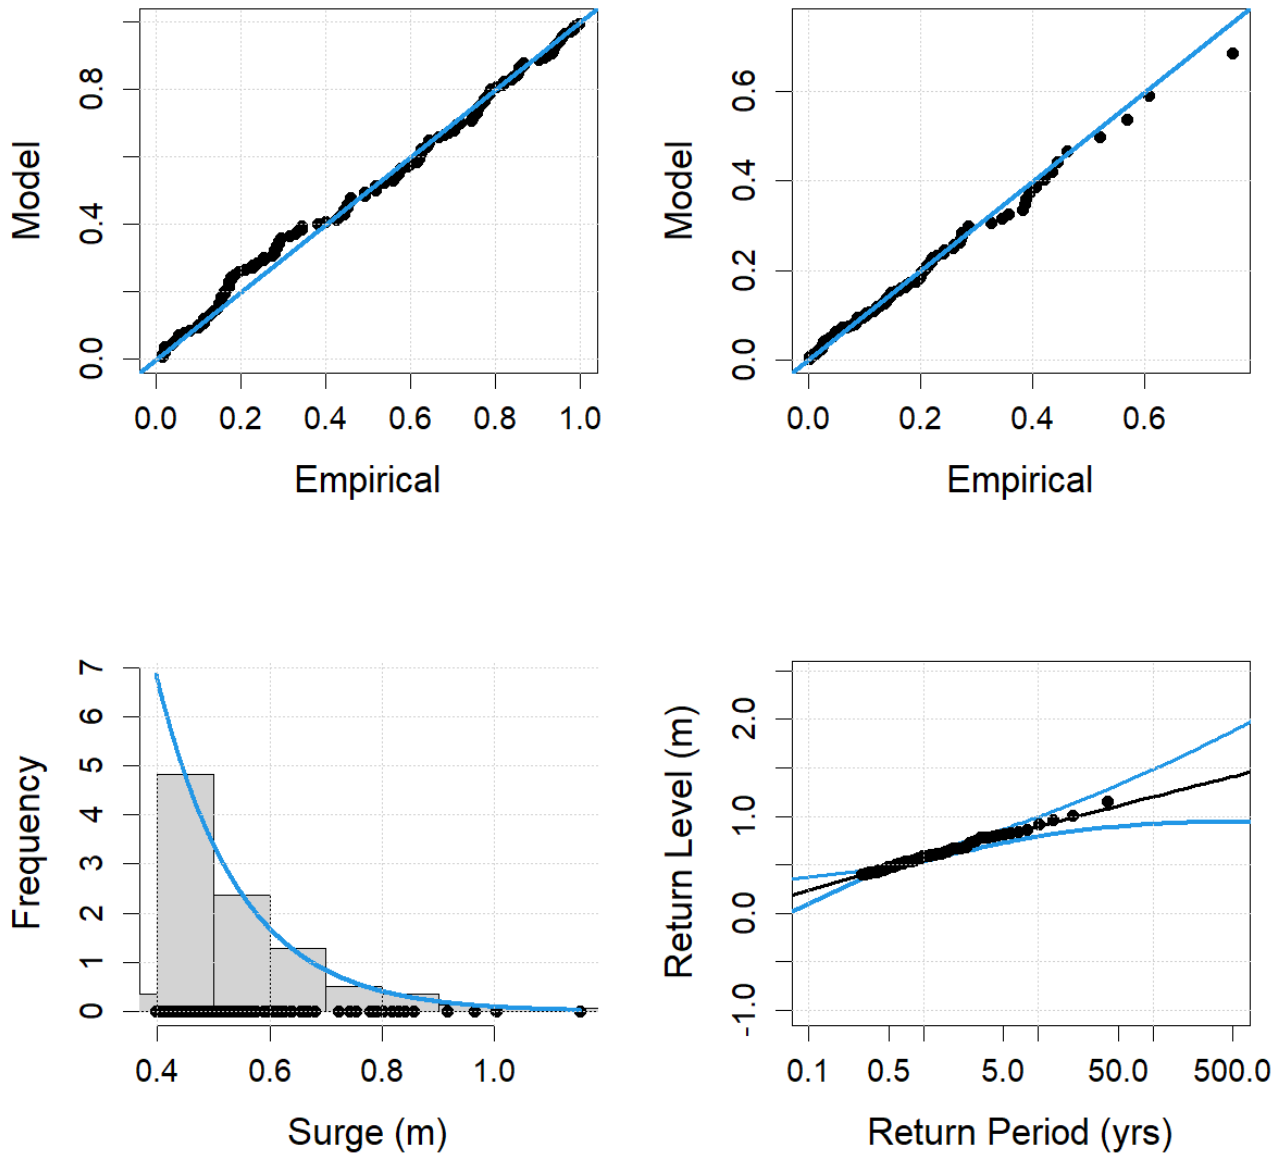 Model
0.0 0.4 0.8
0.0 0.2 0.4 0.6 0.8 1.0
Empirical
Model
0.0 0.2 0.4 0.6
0.0 0.2 0.4 0.6
Empirical
Frequency
0 1 2 3 4 5 6 7
0.4 0.6 0.8 1.0
Surge (m)
Return Level (m)
-1.0 0.0 1.0 2.0
0.1 0.5 5.0 50.0 500.0
Return Period (yrs)